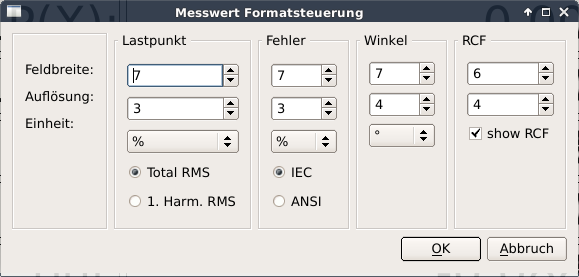 Messwert Formatsteuerung
Lastpunkt Fehler Winkel RCF
Feldbreite: 7 7 7 6
Auflösung: 3 3 4 4
Einheit: % % ° show RCF
Total RMS IEC
1. Harm. RMS ANSI
OK Abbruch